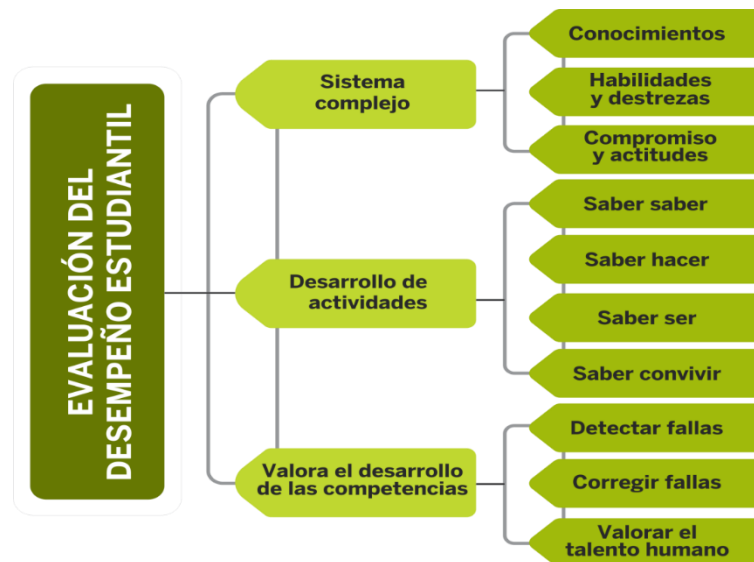 EVALUACIÓN DEL
DESEMPEÑO ESTUDIANTIL
Sistema
complejo
Conocimientos
Habilidades
y destrezas
Compromiso
y actitudes
Desarrollo de
actividades
Saber saber
Saber hacer
Saber ser
Saber convivir
Valora el desarrollo
de las competencias
Detectar fallas
Corregir fallas
Valorar el
talento humano